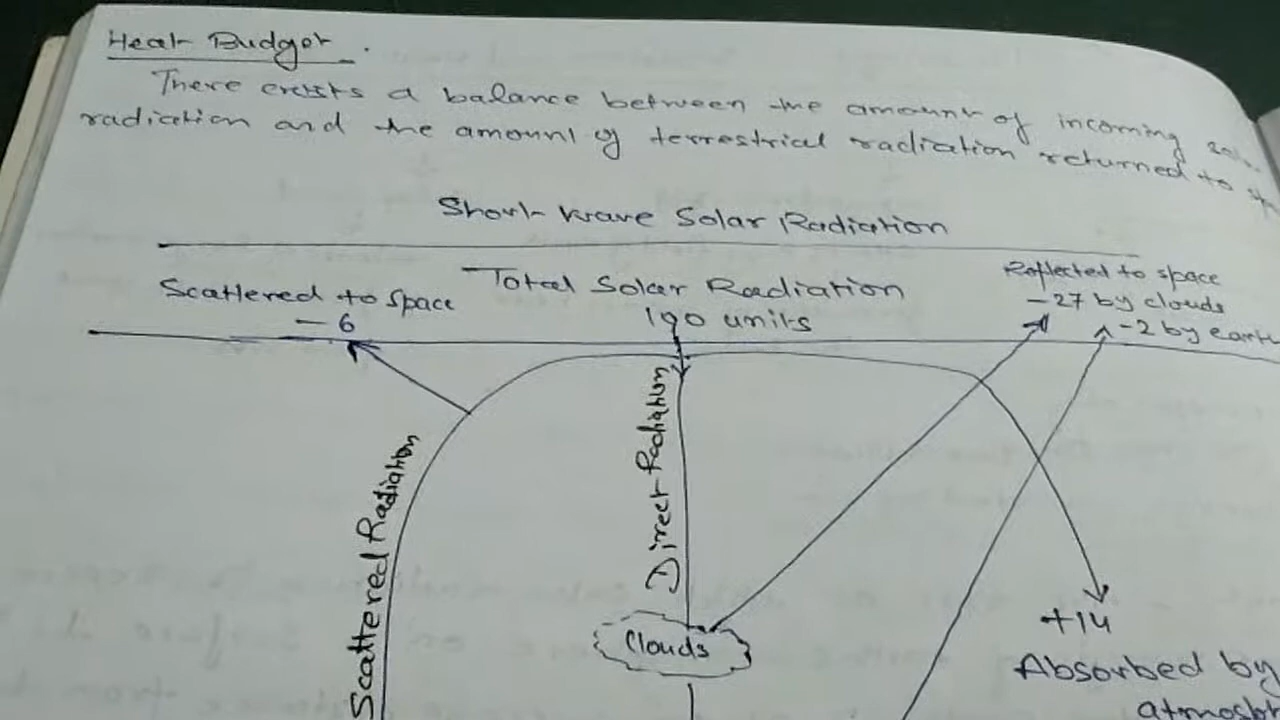 Heat Budget.
There exists a balance between the amount of incoming
radiation and the amount of terrestrial radiation returned to
Short-Wave Solar Radiation
Scattered to Space
- 6
Total Solar Radiation
100 units
Reflected to space
-27 by clouds
-2 by earth
Scattered Radiation
Direct Radiation
Clouds
+14
Absorbed by